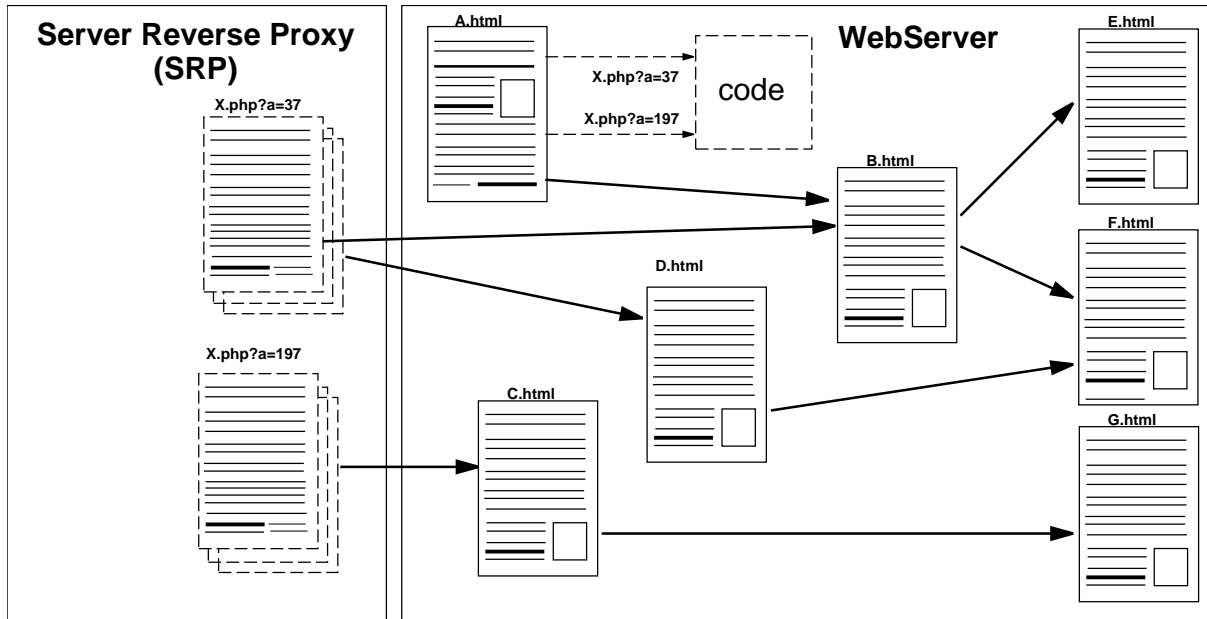 Server Reverse Proxy
(SRP)
X.php?a=37
X.php?a=197
WebServer
A.html
X.php?a=37
X.php?a=197
code
B.html
C.html
D.html
E.html
F.html
G.html